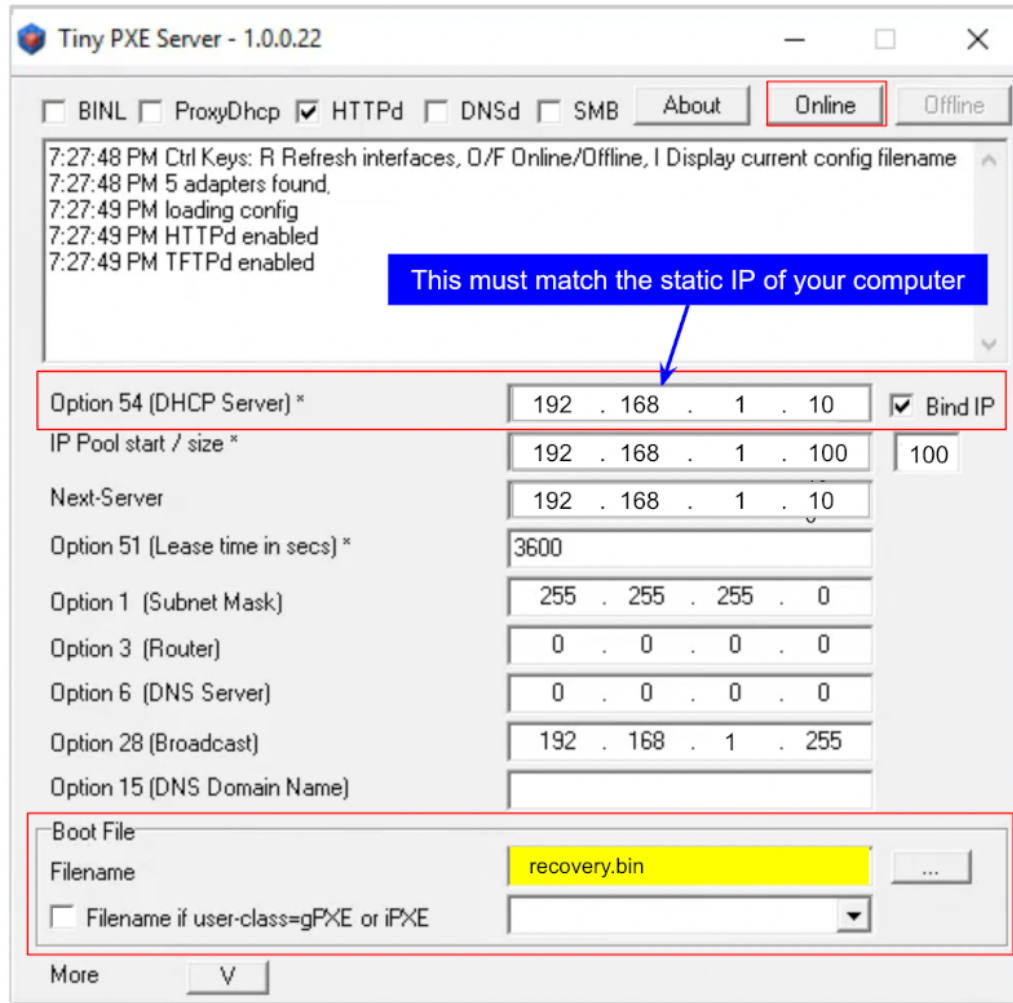 Tiny PXE Server - 1.0.0.22
BINL ProxyDhcp HTTPd DNSd SMB About Online Offline
7:27:48 PM Ctrl Keys: R Refresh interfaces, O/F Online/Offline, I Display current config filename
7:27:48 PM 5 adapters found,
7:27:49 PM loading config
7:27:49 PM HTTPd enabled
7:27:49 PM TFTPd enabled
This must match the static IP of your computer
Option 54 (DHCP Server) * 192 . 168 . 1 . 10 Bind IP
IP Pool start / size * 192 . 168 . 1 . 100 100
Next-Server 192 . 168 . 1 . 10
Option 51 (Lease time in secs) * 3600
Option 1 (Subnet Mask) 255 . 255 . 255 . 0
Option 3 (Router) 0 . 0 . 0 . 0
Option 6 (DNS Server) 0 . 0 . 0 . 0
Option 28 (Broadcast) 192 . 168 . 1 . 255
Option 15 (DNS Domain Name)
Boot File
Filename recovery.bin ...
Filename if user-class=gPXE or iPXE
More V